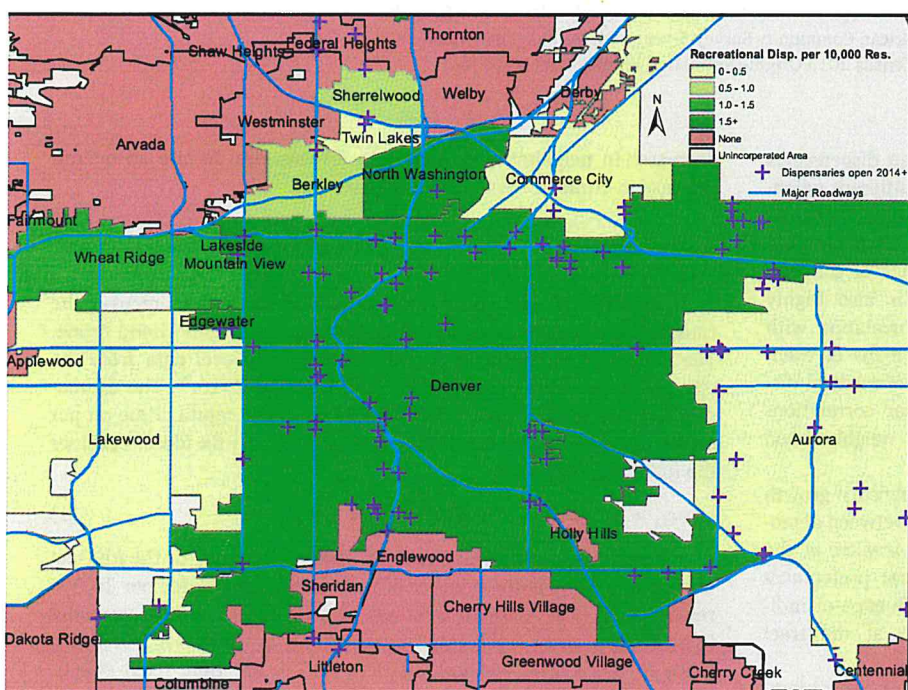 Thornton
Federal Heights
Shaw Heights
Recreational Disp. per 10,000 Res.
0 - 0.5
0.5 - 1.0
1.0 - 1.5
1.5+
None
Unincorporated Area
Dispensaries open 2014+
Major Roadways
N
Derby
Welby
Sherrelwood
Westminster
Twin Lakes
Arvada
North Washington
Commerce City
Berkley
Fairmount
Lakeside
Wheat Ridge
Mountain View
Edgewater
Applewood
Denver
Lakewood
Aurora
Holly Hills
Englewood
Sheridan
Cherry Hills Village
Dakota Ridge
Littleton
Greenwood Village
Cherry Creek
Centennial
Columbine